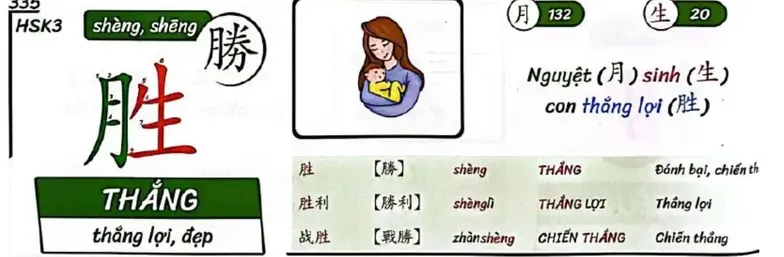 335
HSK3
shèng, shēng
勝
胜
THẮNG
thắng lợi, đẹp
月 132
生 20
Nguyệt (月) sinh (生)
con thắng lợi (胜)
胜 【勝】 shèng THẮNG Đánh bại, chiến th
胜利 【勝利】 shènglì THẮNG LỢI Thắng lợi
战胜 【戰勝】 zhànshèng CHIẾN THẮNG Chiến thắng